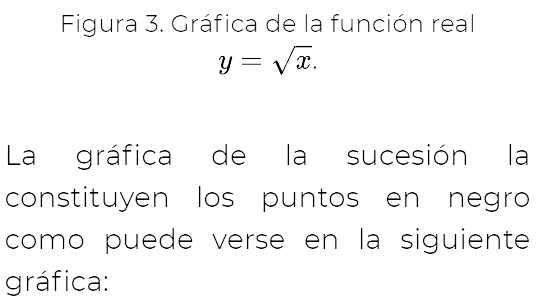 Figura 3. Gráfica de la función real
y = √x.
La gráfica de la sucesión la
constituyen los puntos en negro
como puede verse en la siguiente
gráfica: